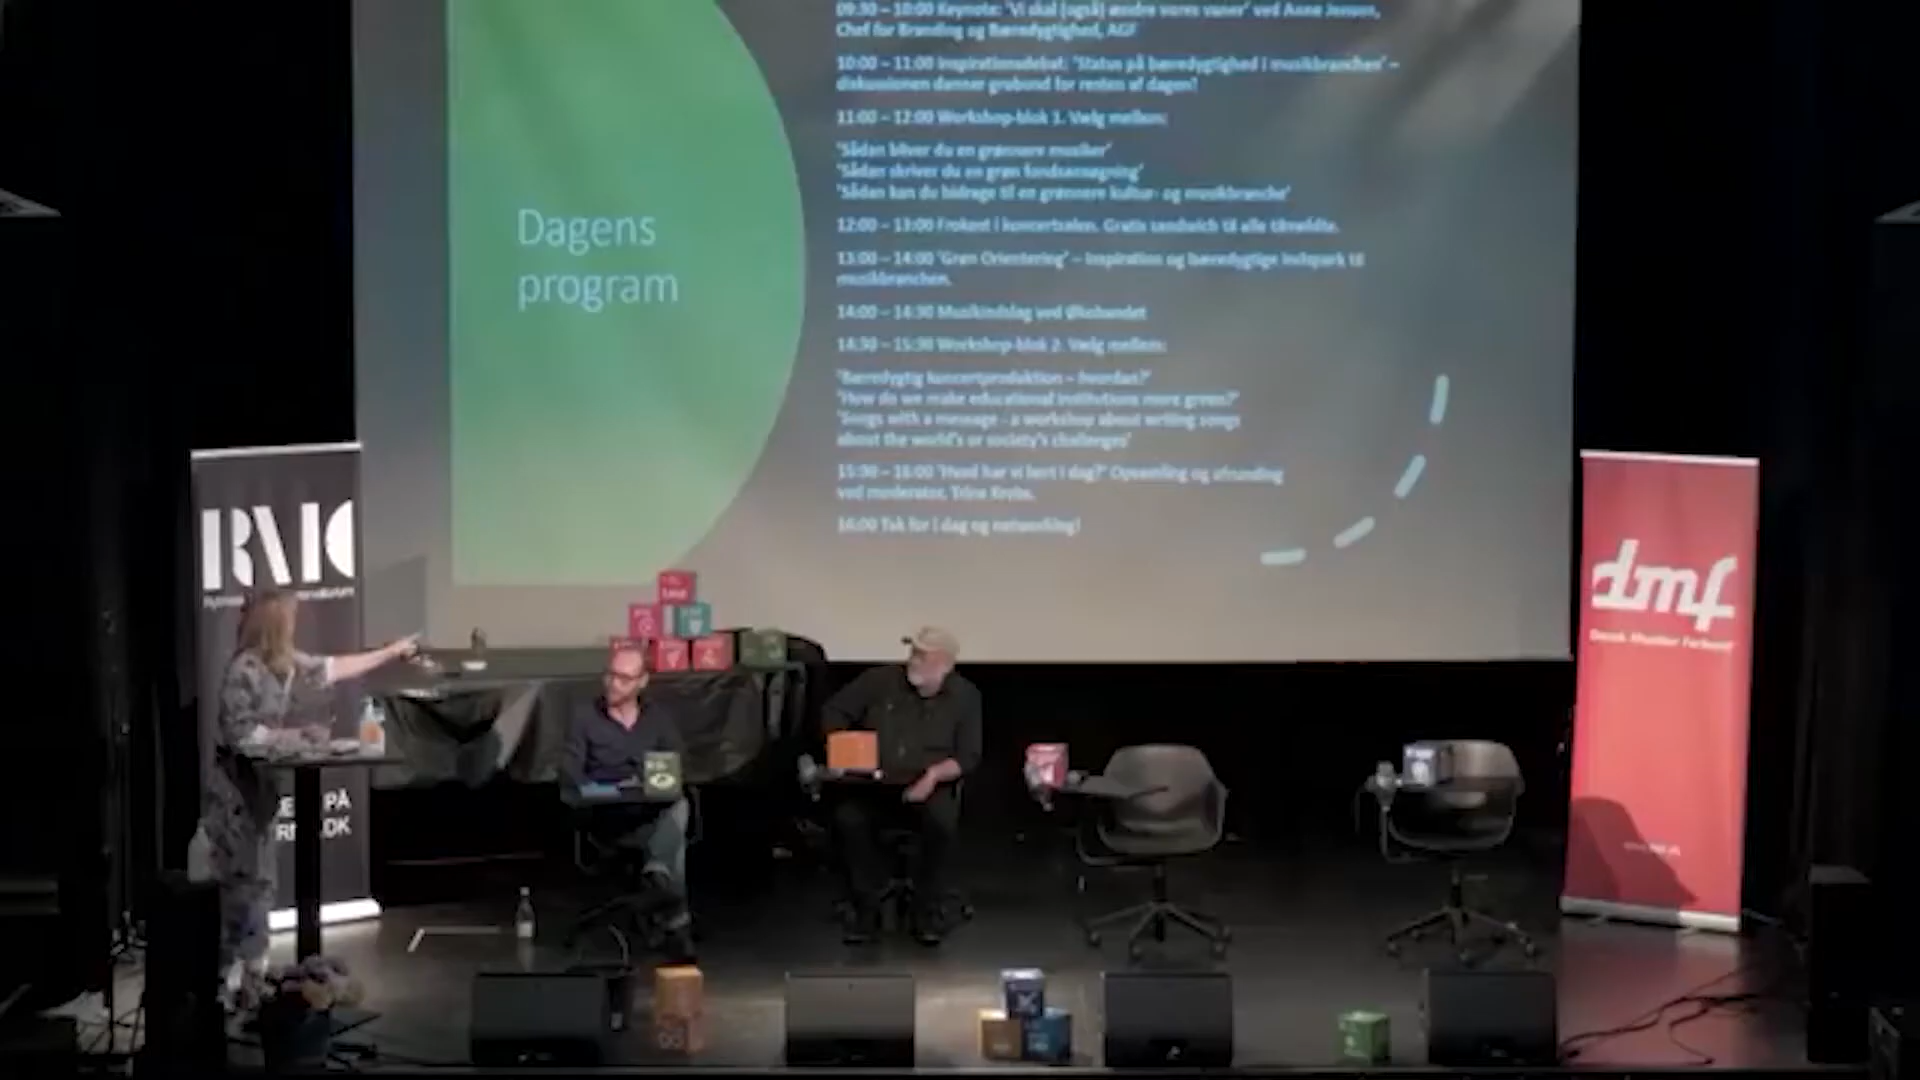 09:30 – 10:00 Keynote: 'Vi skal (også) ændre vores vaner' ved Anne Jensen,
Chef for Branding og Bæredygtighed, AGF
10:00 – 11:00 Inspirationsdebat: 'Status på bæredygtighed i musikbranchen' –
diskussionen danner grobund for resten af dagen!
11:00 – 12:00 Workshop-blok 1. Vælg mellem:
'Sådan bliver du en grønnere musiker'
'Sådan skriver du en grøn fondsansøgning'
'Sådan kan du bidrage til en grønnere kultur- og musikbranche'
Dagens
program
12:00 – 13:00 Frokost i koncertsalen. Gratis sandwich til alle tilmeldte.
13:00 – 14:00 'Grøn Orientering' – inspiration og bæredygtige indspark til
musikbranchen.
14:00 – 14:30 Musikindslag ved Økobandet
14:30 – 15:30 Workshop-blok 2. Vælg mellem:
'Bæredygtig koncertproduktion – hvordan?'
'How do we make educational institutions more green?'
'Songs with a message - a workshop about writing songs
about the world's or society's challenges'
15:30 – 16:00 'Hvad har vi lært i dag?' Opsamling og afrunding
ved moderator,
16:00 Tak for i dag og networking!
RMC
PÅ
.DK
dmf
Dansk Musiker Forbund